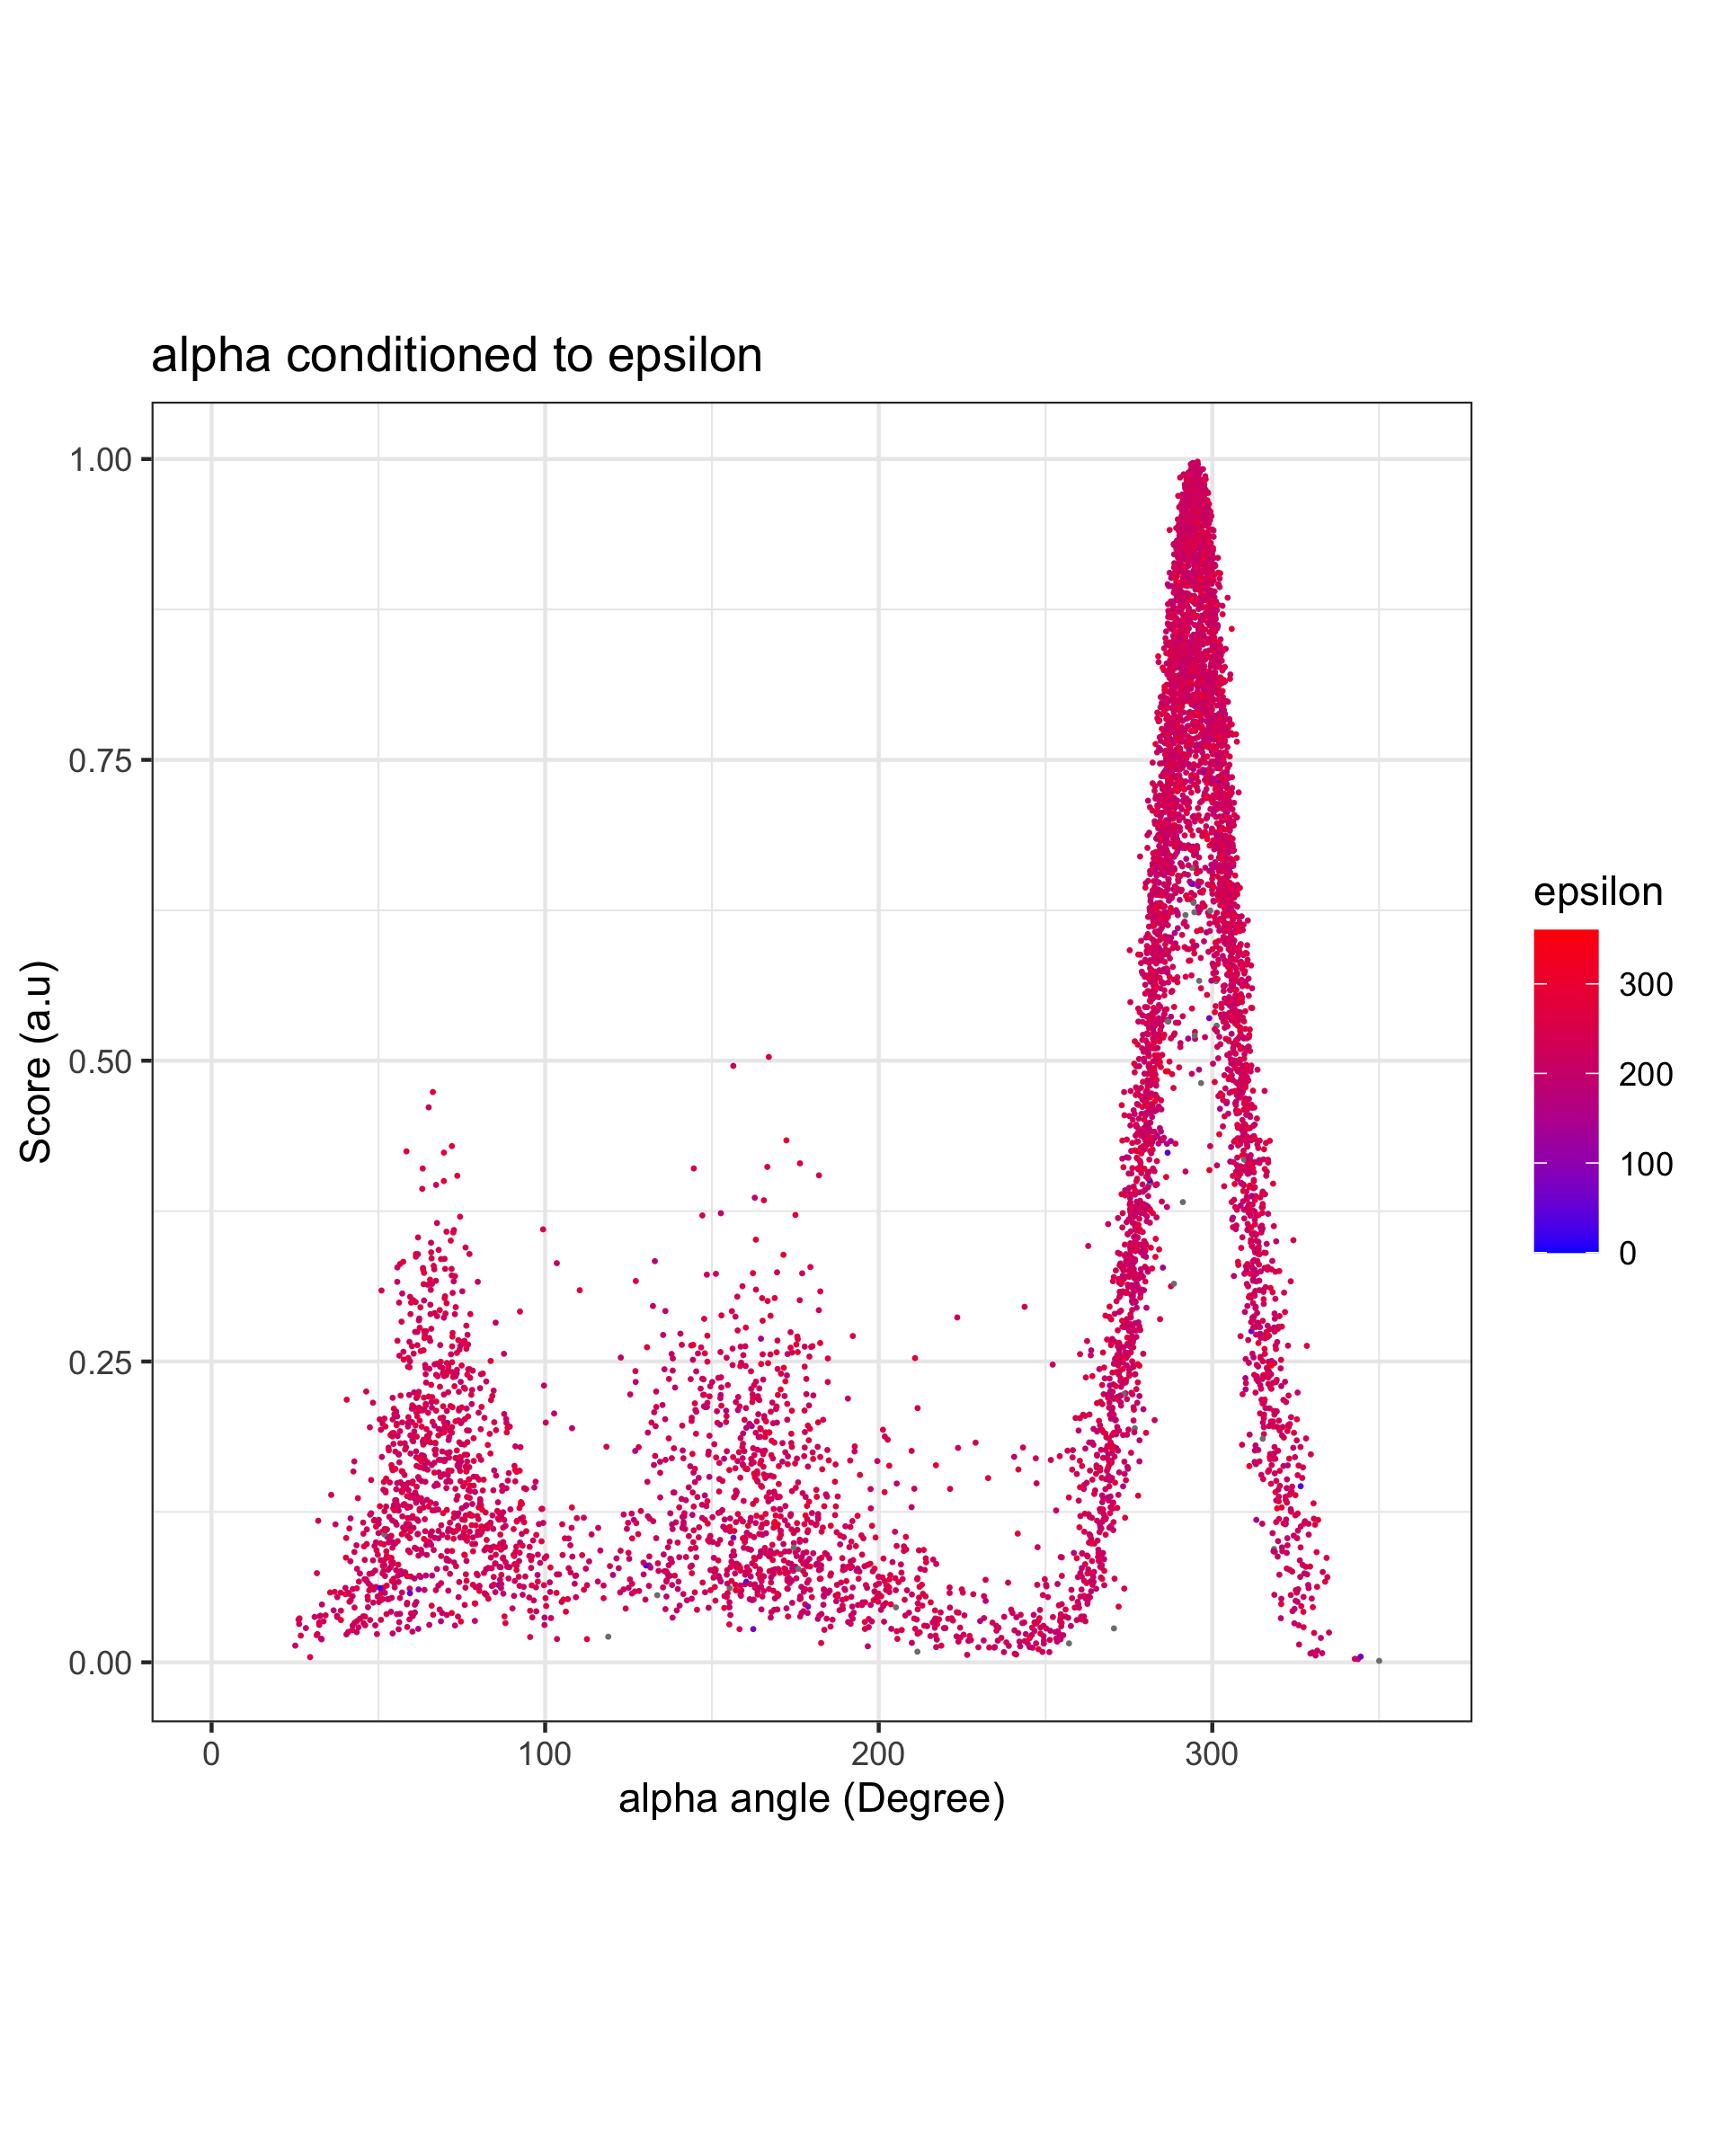 alpha conditioned to epsilon
1.00
0.75
0.50
0.25
0.00
Score (a.u)
0 100 200 300
alpha angle (Degree)
epsilon
300
200
100
0